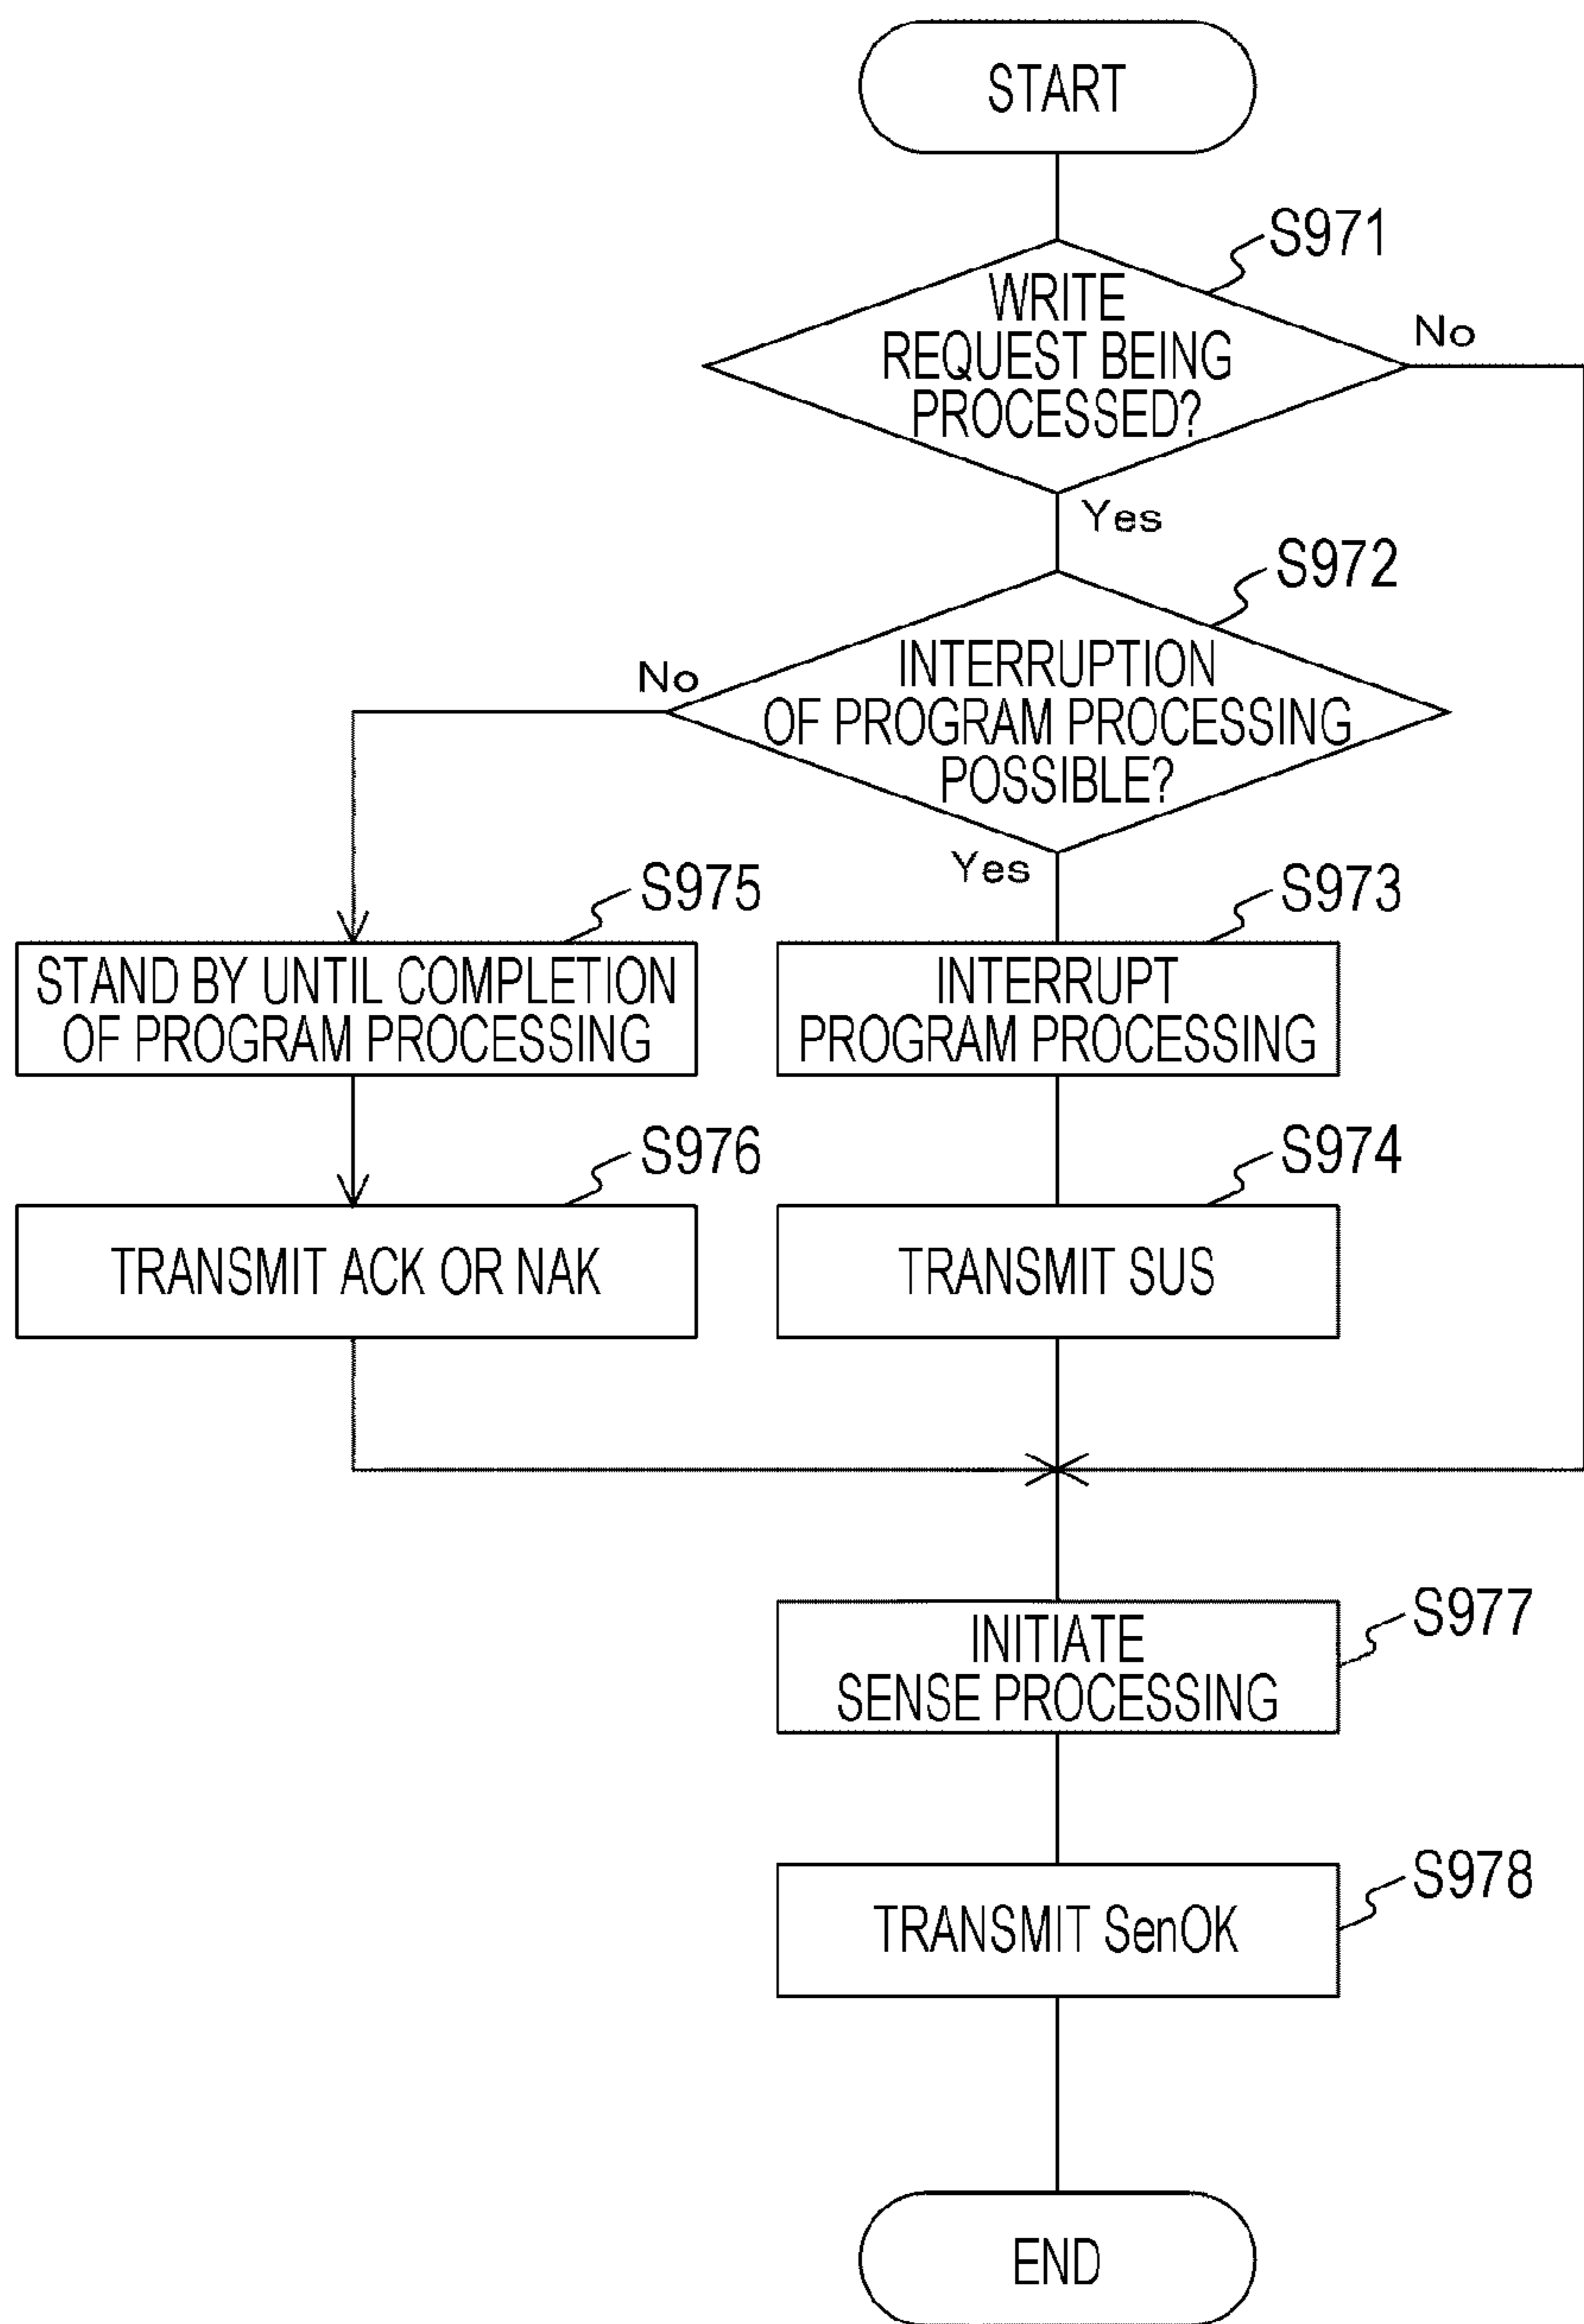 START
S971
WRITE
REQUEST BEING
PROCESSED?
No
Yes
S972
INTERRUPTION
OF PROGRAM PROCESSING
POSSIBLE?
No
Yes
S975
STAND BY UNTIL COMPLETION
OF PROGRAM PROCESSING
S973
INTERRUPT
PROGRAM PROCESSING
S976
TRANSMIT ACK OR NAK
S974
TRANSMIT SUS
S977
INITIATE
SENSE PROCESSING
S978
TRANSMIT SenOK
END